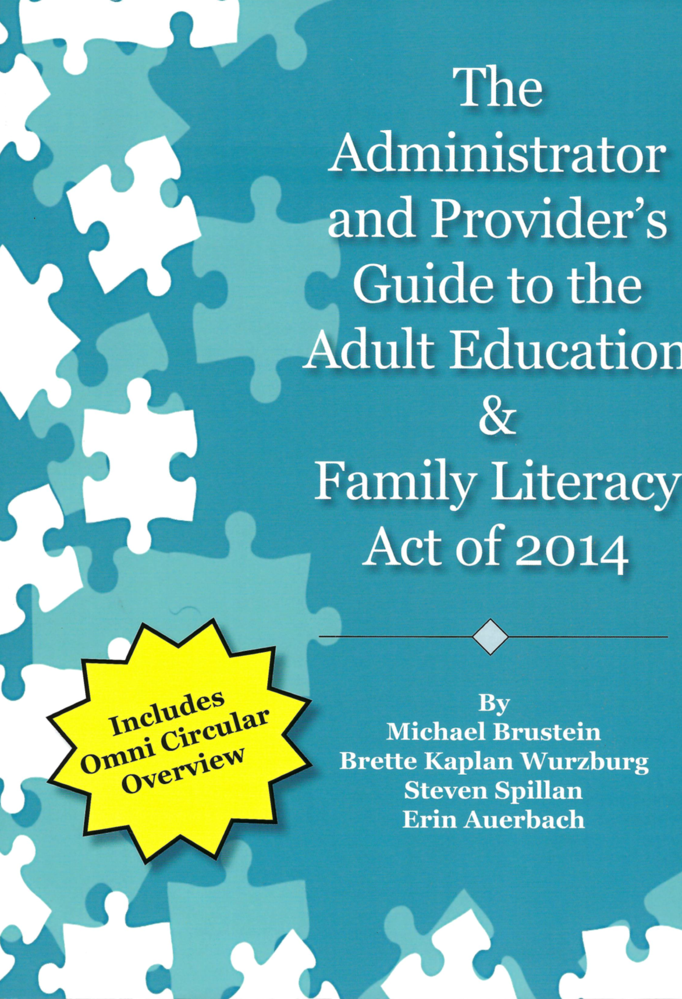 The
Administrator
and Provider’s
Guide to the
Adult Education
&
Family Literacy
Act of 2014
Includes
Omni Circular
Overview
By
Michael Brustein
Brette Kaplan Wurzburg
Steven Spillan
Erin Auerbach